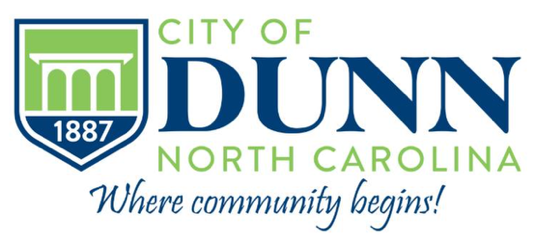 CITY OF
DUNN
NORTH CAROLINA
1887
Where community begins!